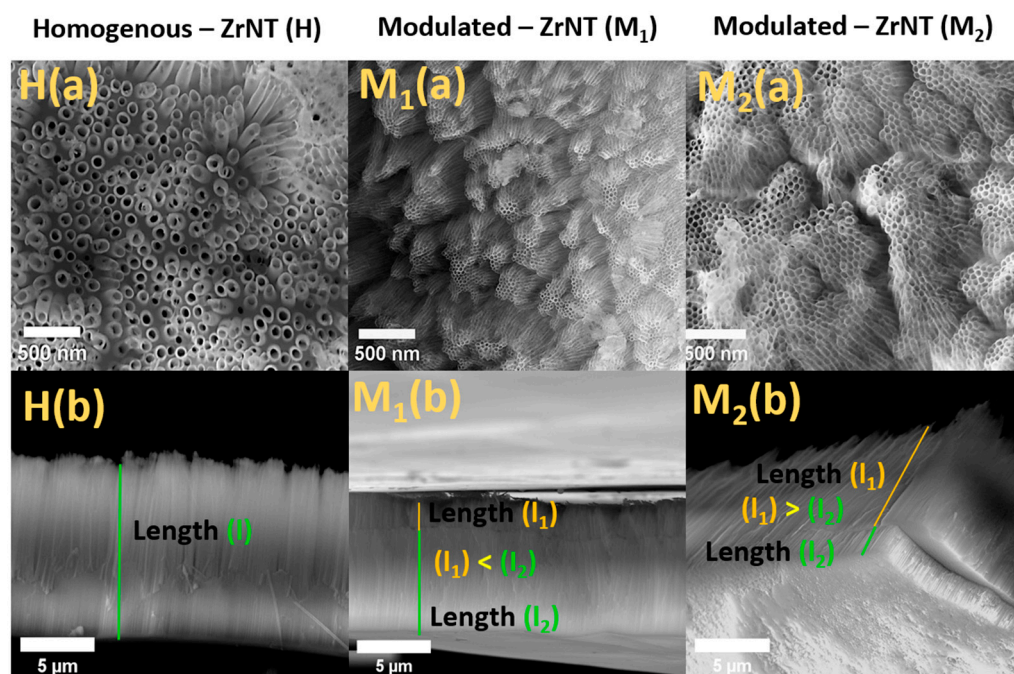 Homogenous – ZrNT (H)
Modulated – ZrNT (M₁)
Modulated – ZrNT (M₂)
H(a)
M₁(a)
M₂(a)
500 nm
500 nm
500 nm
H(b)
M₁(b)
M₂(b)
Length (l)
Length (l₁)
(l₁) < (l₂)
Length (l₂)
Length (l₁)
(l₁) > (l₂)
Length (l₂)
5 µm
5 µm
5 µm